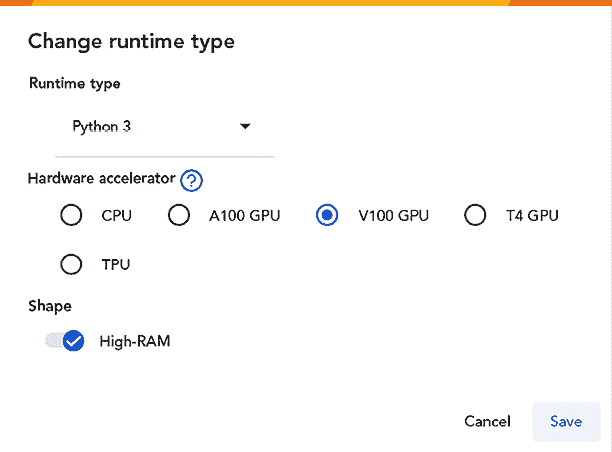 Change runtime type
Runtime type
Python 3
Hardware accelerator ?
CPU A100 GPU V100 GPU T4 GPU
TPU
Shape
High-RAM
Cancel Save